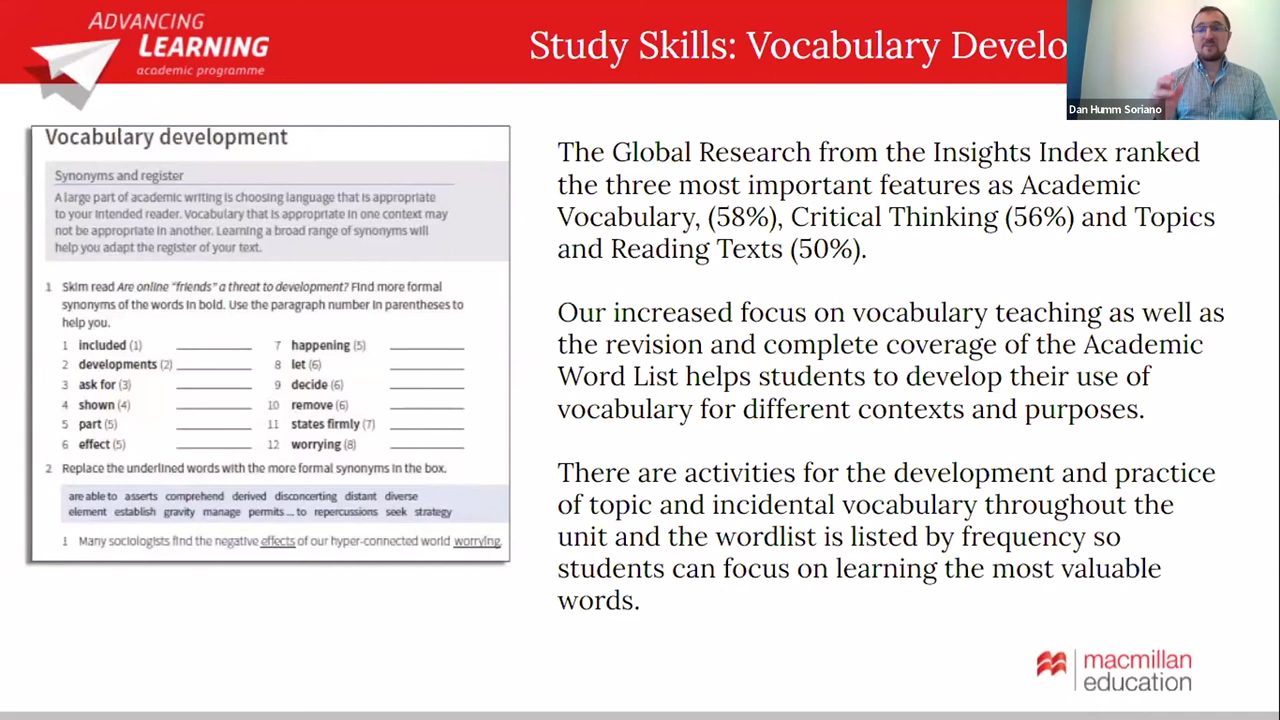 ADVANCING
LEARNING
academic programme
Study Skills: Vocabulary Develo
Dan Humm Soriano
Vocabulary development
Synonyms and register
A large part of academic writing is choosing language that is appropriate
to your intended reader. Vocabulary that is appropriate in one context may
not be appropriate in another. Learning a broad range of synonyms will
help you adapt the register of your text.
1 Skim read Are online "friends" a threat to development? Find more formal
synonyms of the words in bold. Use the paragraph number in parentheses to
help you.
1 included (1) 7 happening (5)
2 developments (2) 8 let (6)
3 ask for (3) 9 decide (6)
4 shown (4) 10 remove (6)
5 part (5) 11 states firmly (7)
6 effect (5) 12 worrying (8)
2 Replace the underlined words with the more formal synonyms in the box.
are able to asserts comprehend derived disconcerting distant diverse
element establish gravity manage permits ... to repercussions seek strategy
1 Many sociologists find the negative effects of our hyper-connected world worrying.
The Global Research from the Insights Index ranked
the three most important features as Academic
Vocabulary, (58%), Critical Thinking (56%) and Topics
and Reading Texts (50%).
Our increased focus on vocabulary teaching as well as
the revision and complete coverage of the Academic
Word List helps students to develop their use of
vocabulary for different contexts and purposes.
There are activities for the development and practice
of topic and incidental vocabulary throughout the
unit and the wordlist is listed by frequency so
students can focus on learning the most valuable
words.
macmillan
education